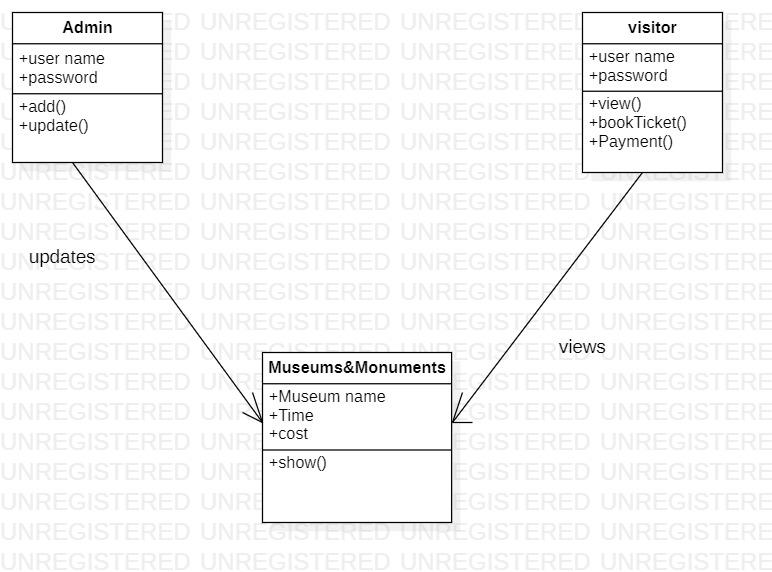 Admin
+user name
+password
+add()
+update()
visitor
+user name
+password
+view()
+bookTicket()
+Payment()
updates
views
Museums&Monuments
+Museum name
+Time
+cost
+show()
UNREGISTERED